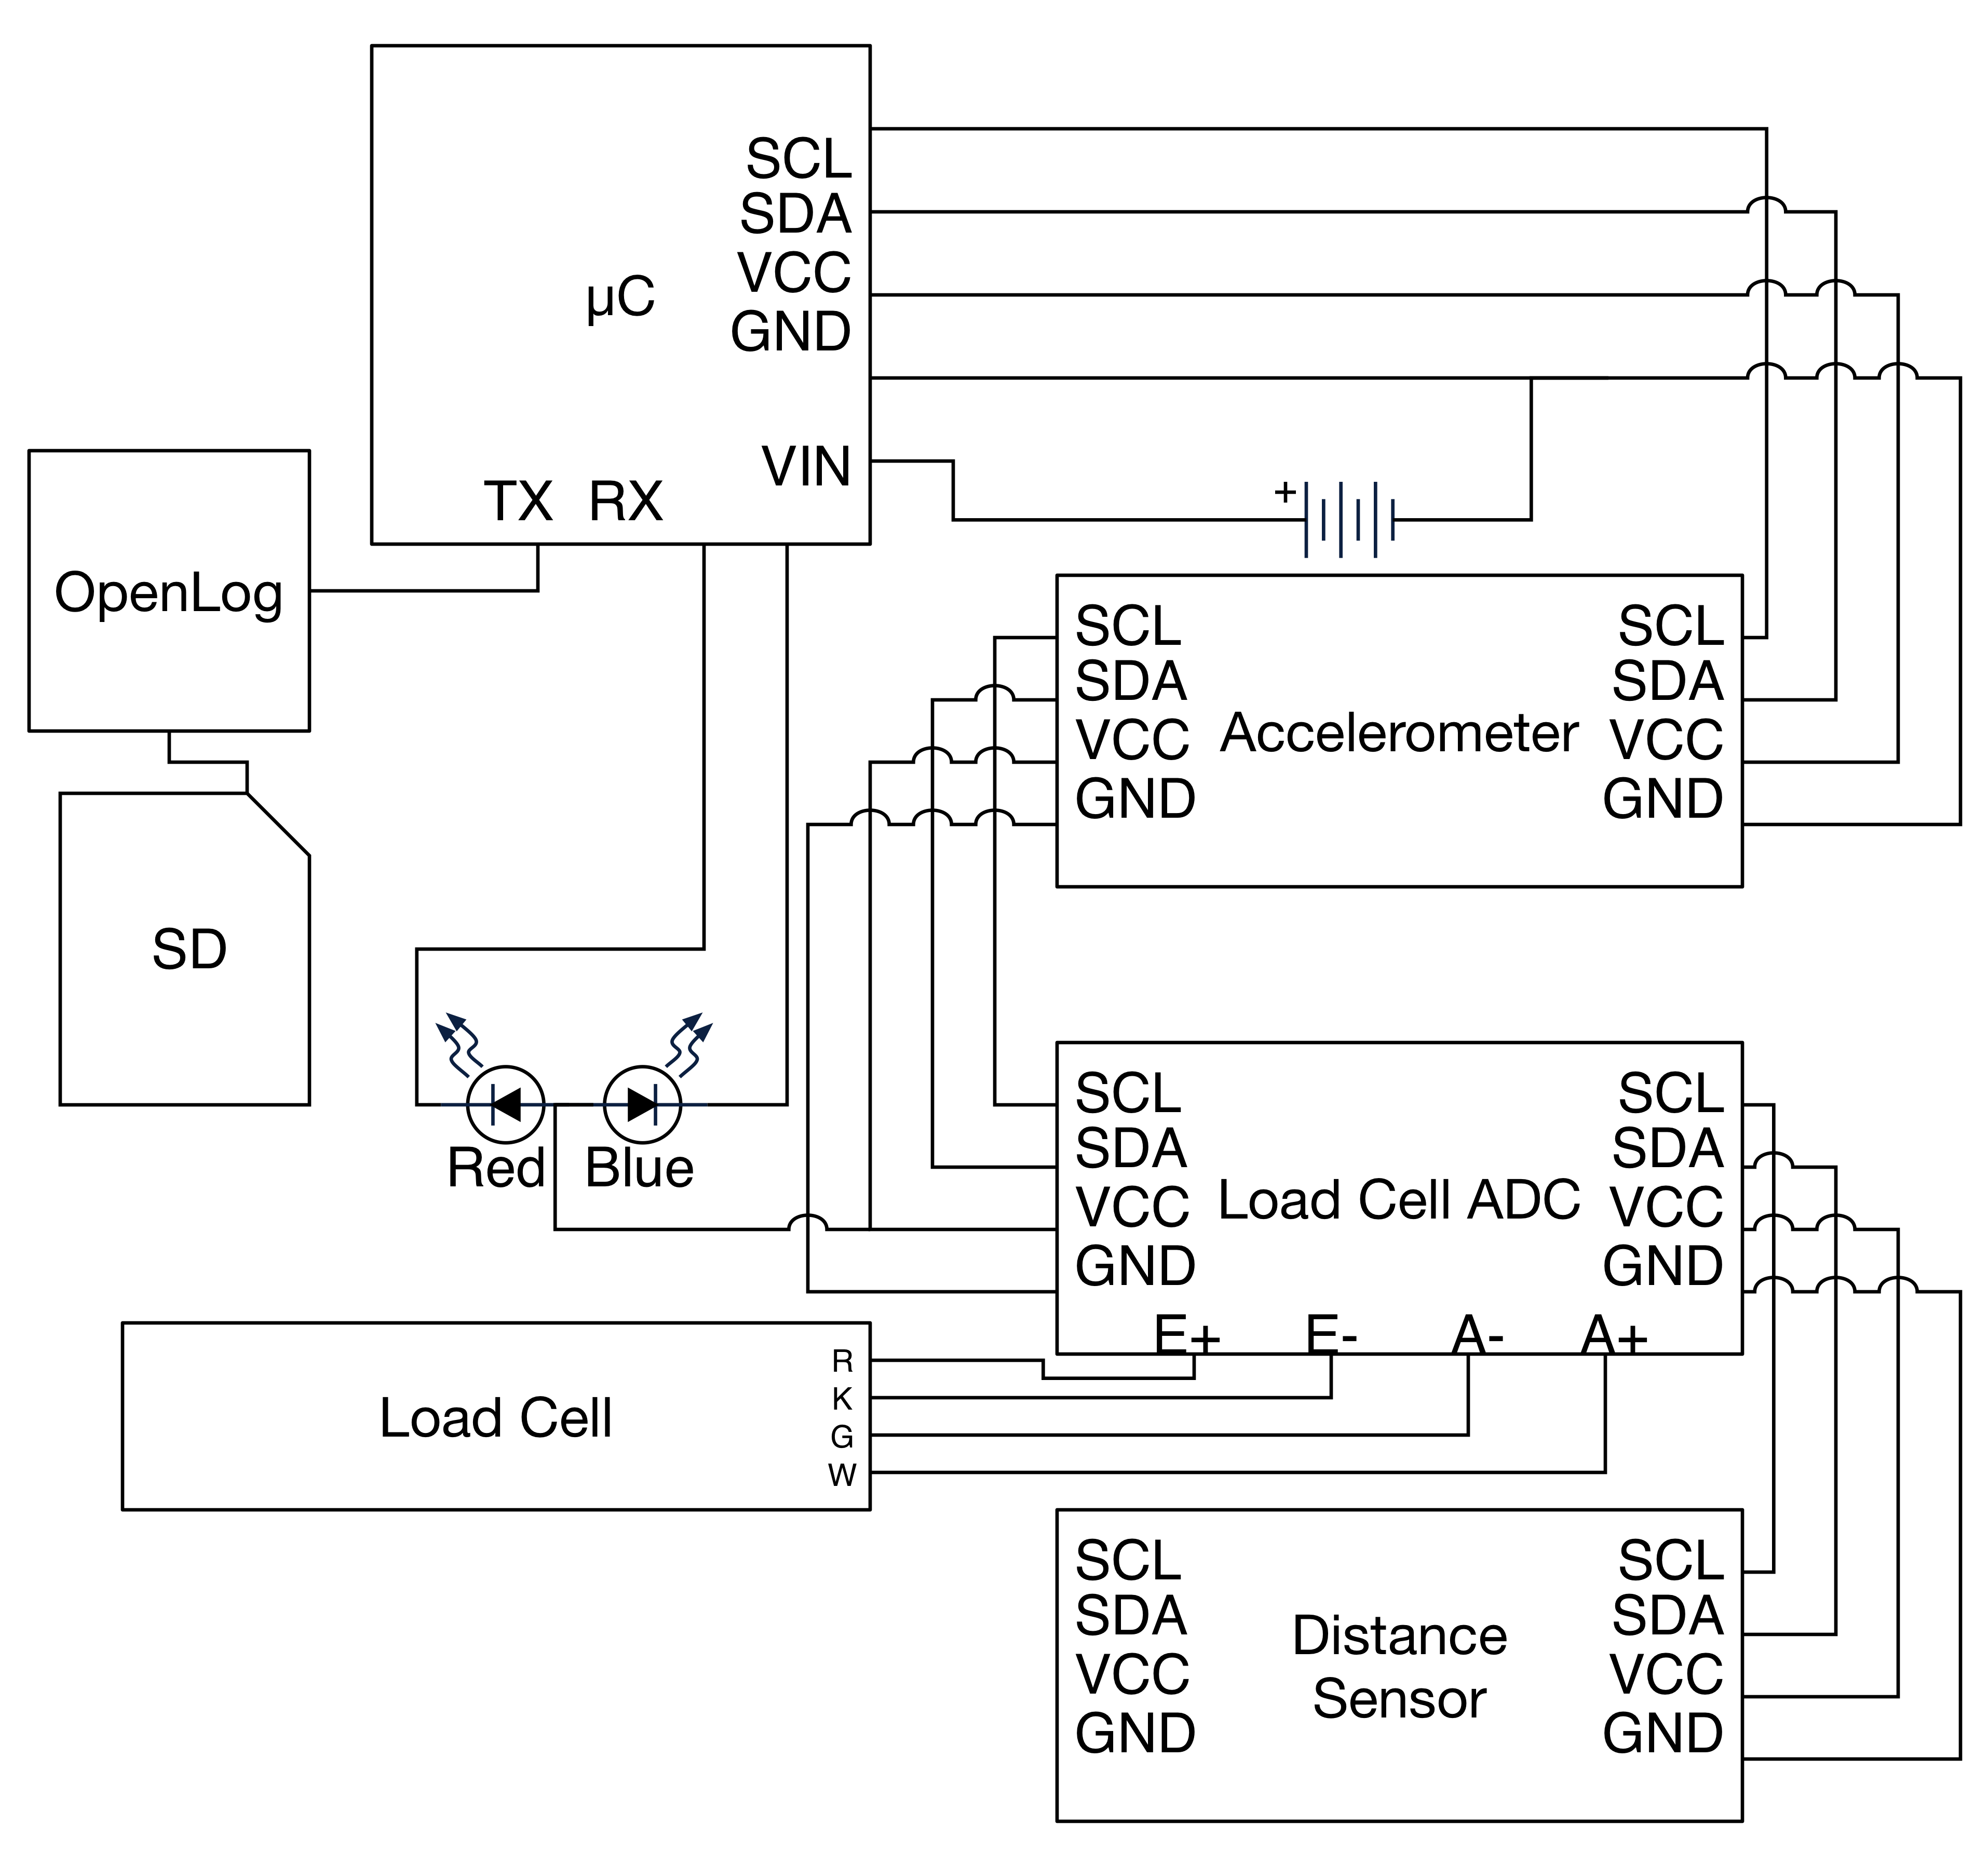 SCL
SDA
VCC
µC
GND
VIN
TX RX
+
OpenLog
SCL SCL
SDA SDA
VCC Accelerometer VCC
GND GND
SD
Red Blue
SCL SCL
SDA SDA
VCC Load Cell ADC VCC
GND GND
E+ E- A- A+
Load Cell
R
K
G
W
SCL SCL
SDA SDA
Distance
VCC VCC
Sensor
GND GND